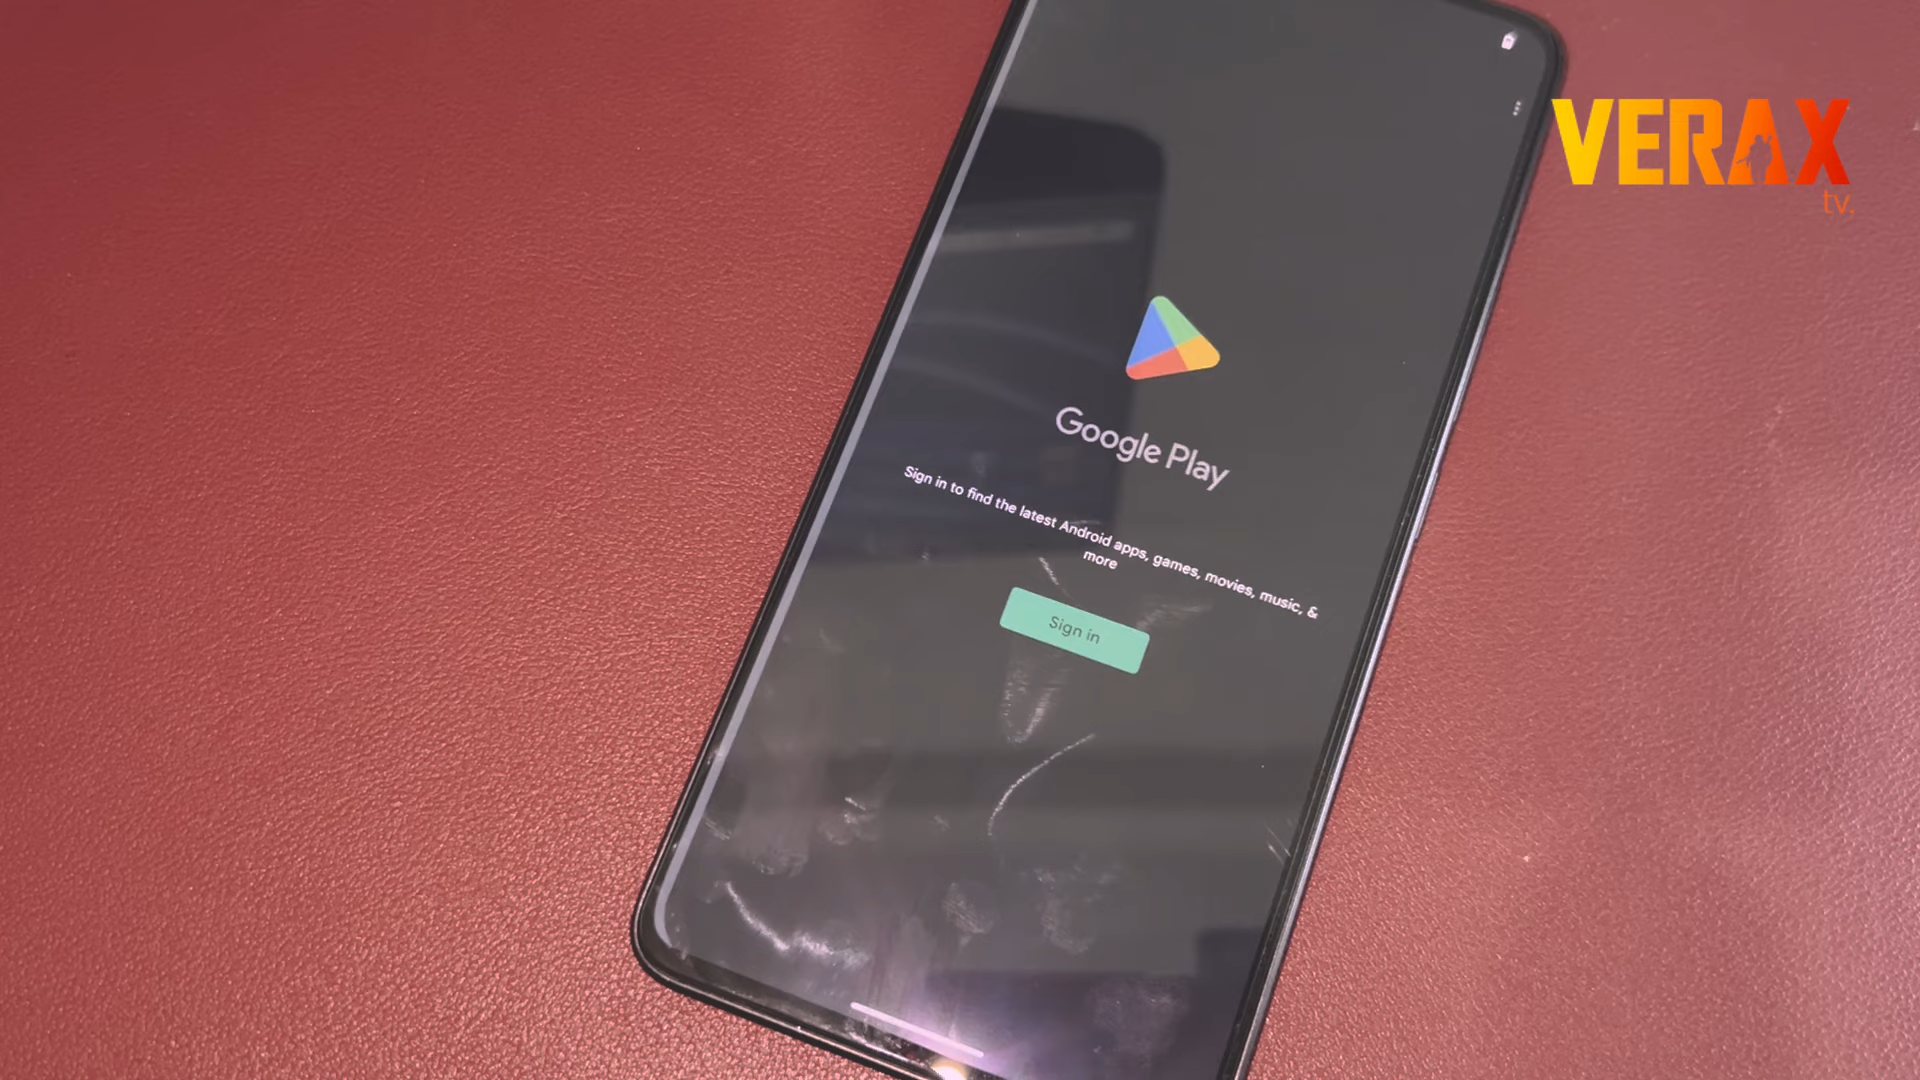 VERAX
tv.
Google Play
Sign in to find the latest Android apps, games, movies, music, &
more
Sign in